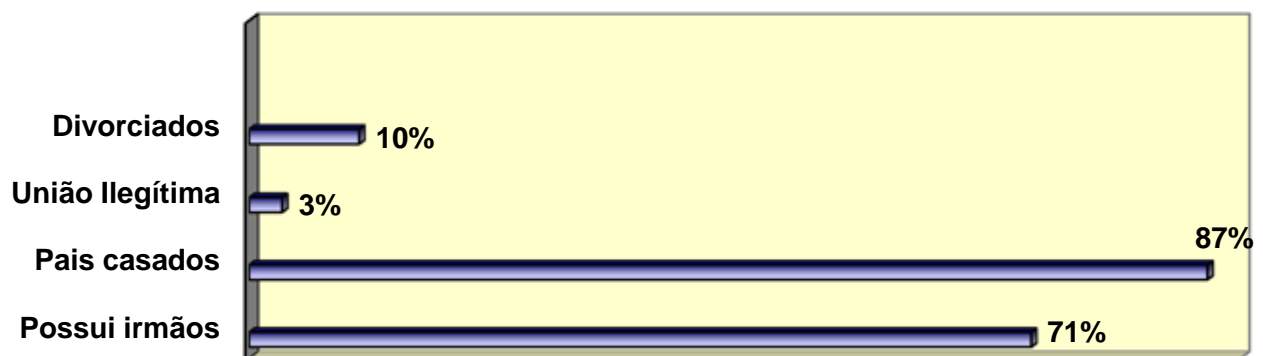 Divorciados 10%
União Ilegítima 3%
Pais casados 87%
Possui irmãos 71%